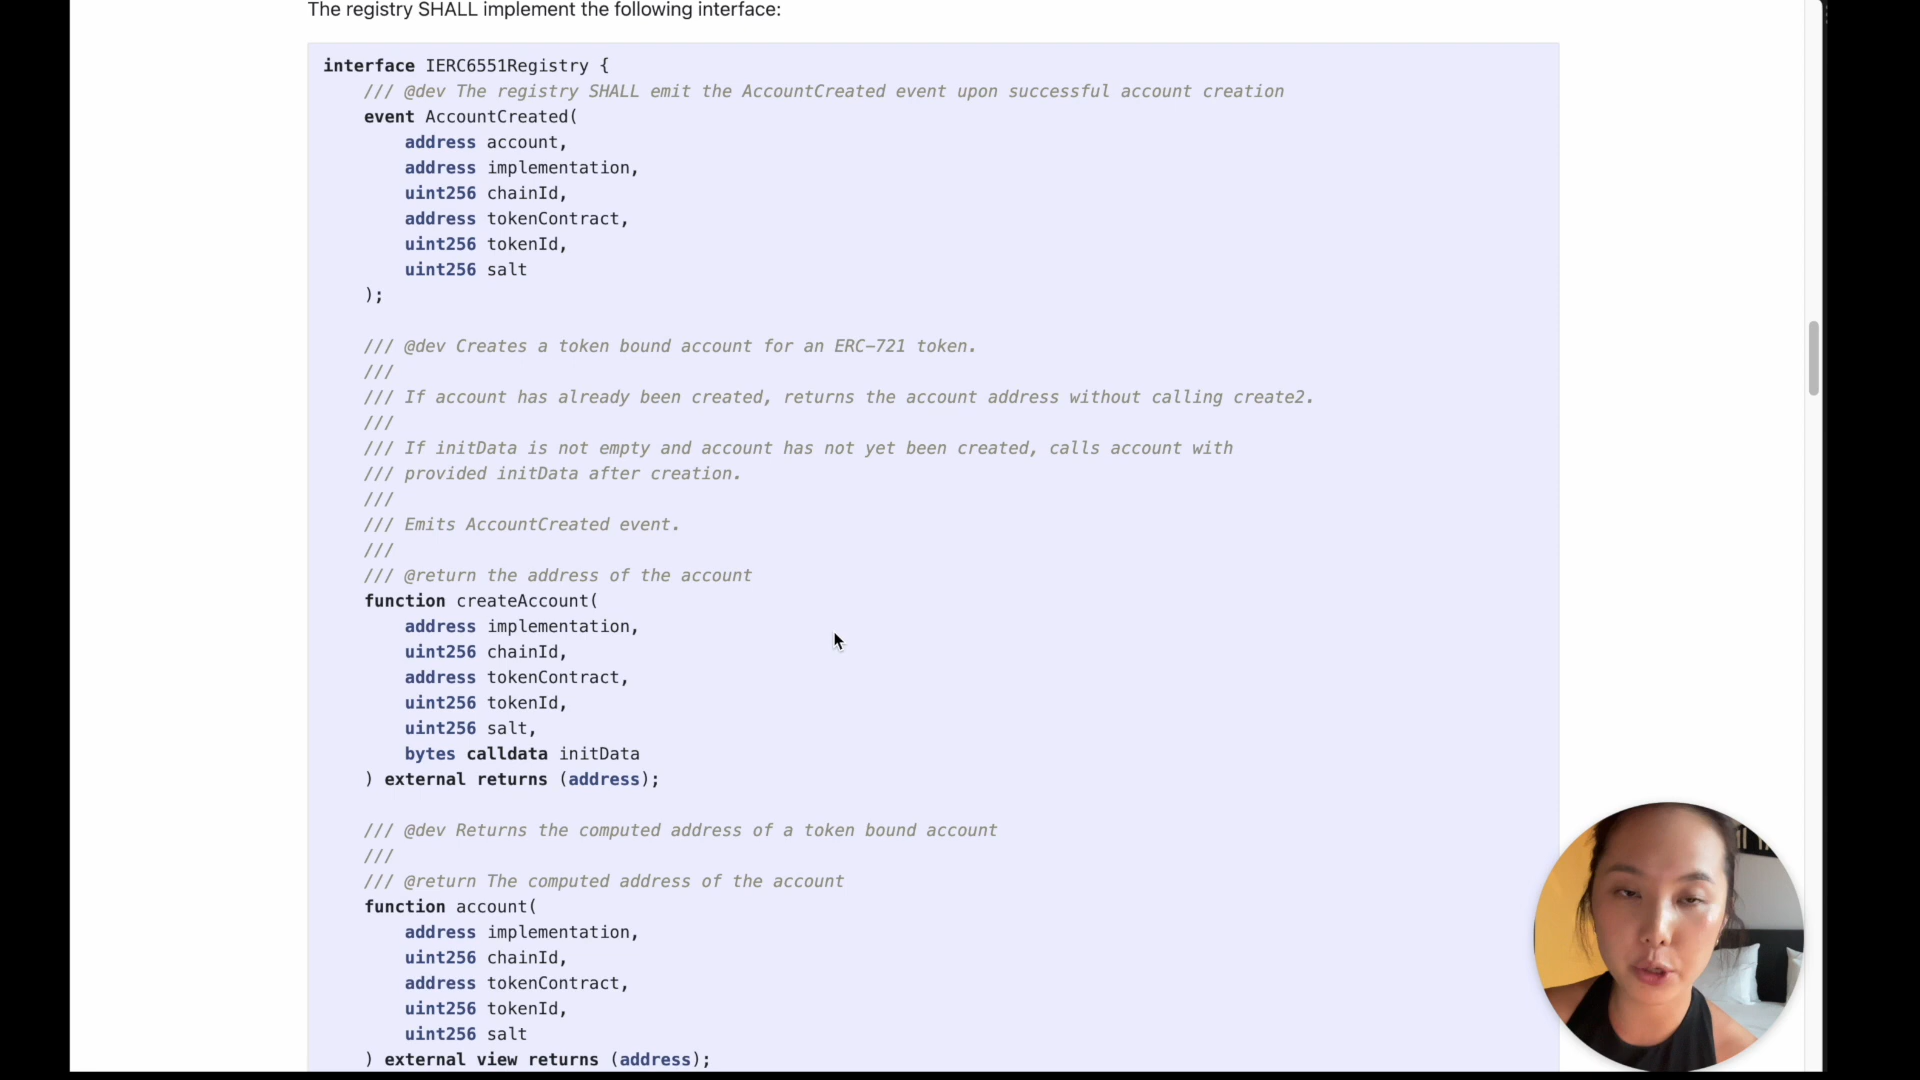 The registry SHALL implement the following interface:
interface IERC6551Registry {
/// @dev The registry SHALL emit the AccountCreated event upon successful account creation
event AccountCreated(
address account,
address implementation,
uint256 chainId,
address tokenContract,
uint256 tokenId,
uint256 salt
);
/// @dev Creates a token bound account for an ERC-721 token.
///
/// If account has already been created, returns the account address without calling create2.
///
/// If initData is not empty and account has not yet been created, calls account with
/// provided initData after creation.
///
/// Emits AccountCreated event.
///
/// @return the address of the account
function createAccount(
address implementation,
uint256 chainId,
address tokenContract,
uint256 tokenId,
uint256 salt,
bytes calldata initData
) external returns (address);
/// @dev Returns the computed address of a token bound account
///
/// @return The computed address of the account
function account(
address implementation,
uint256 chainId,
address tokenContract,
uint256 tokenId,
uint256 salt
) external view returns (address);